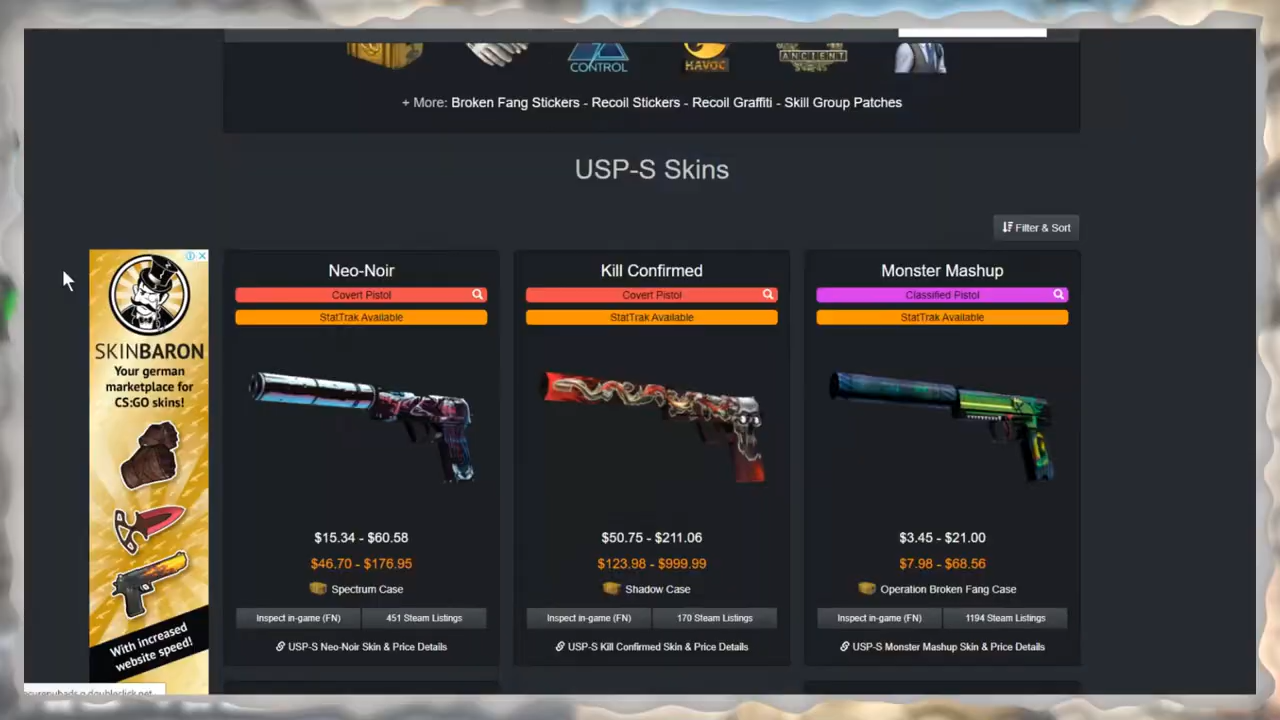 CONTROL
HAVOC
ANCIENT
+ More: Broken Fang Stickers - Recoil Stickers - Recoil Graffiti - Skill Group Patches
USP-S Skins
Filter & Sort
SKINBARON
Your german
marketplace for
CS:GO skins!
With increased
website speed!
Neo-Noir
Covert Pistol
StatTrak Available
$15.34 - $60.58
$46.70 - $176.95
Spectrum Case
Inspect in-game (FN)
451 Steam Listings
USP-S Neo-Noir Skin & Price Details
Kill Confirmed
Covert Pistol
StatTrak Available
$50.75 - $211.06
$123.98 - $999.99
Shadow Case
Inspect in-game (FN)
170 Steam Listings
USP-S Kill Confirmed Skin & Price Details
Monster Mashup
Classified Pistol
StatTrak Available
$3.45 - $21.00
$7.98 - $68.56
Operation Broken Fang Case
Inspect in-game (FN)
1194 Steam Listings
USP-S Monster Mashup Skin & Price Details